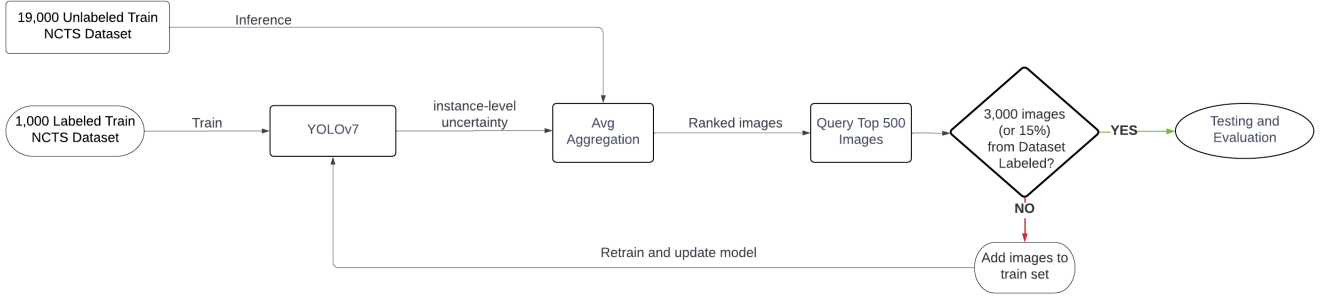 19,000 Unlabeled Train
NCTS Dataset
Inference
1,000 Labeled Train
NCTS Dataset
Train
YOLOv7
instance-level
uncertainty
Avg
Aggregation
Ranked images
Query Top 500
Images
3,000 images
(or 15%)
from Dataset
Labeled?
YES
Testing and
Evaluation
NO
Add images to
train set
Retrain and update model